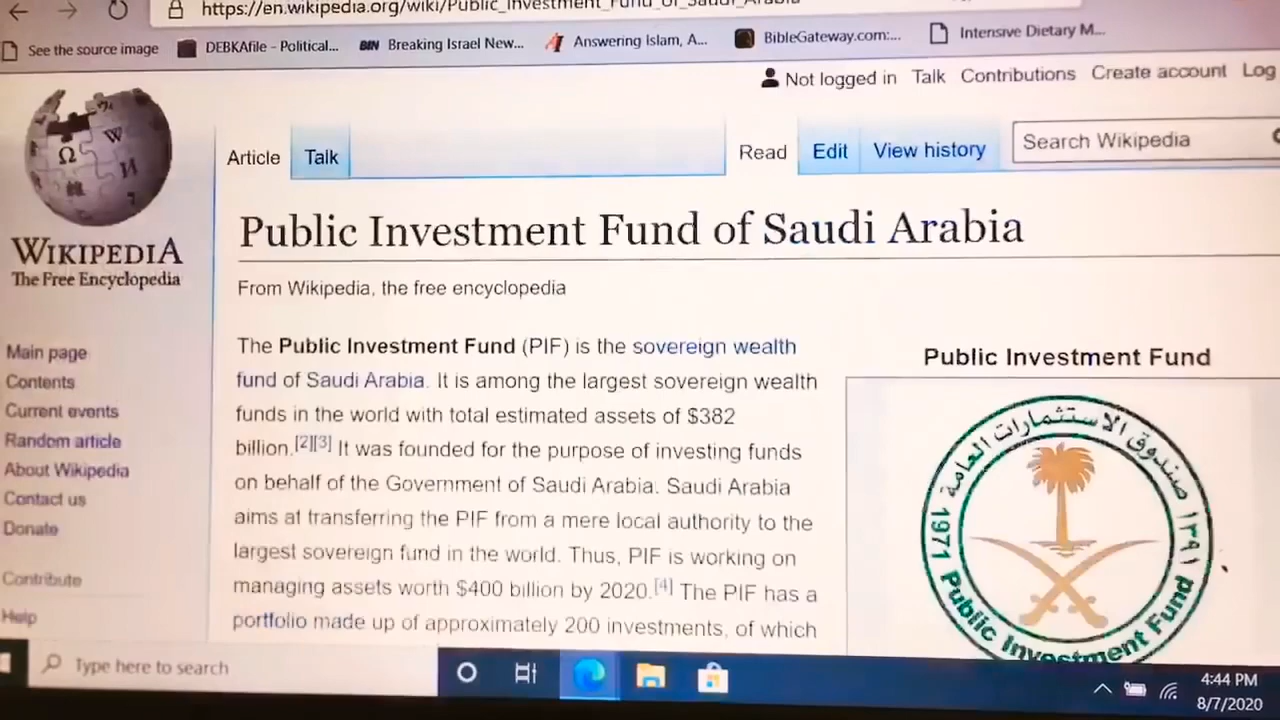 https://en.wikipedia.org/wiki/Public_Investment_Fund_of_Saudi_Arabia
See the source image
DEBKAfile - Political...
BIN Breaking Israel New...
Answering Islam, A...
BibleGateway.com:...
Intensive Dietary M...
Not logged in Talk Contributions Create account Log
Article Talk Read Edit View history Search Wikipedia
WIKIPEDIA
The Free Encyclopedia
Public Investment Fund of Saudi Arabia
From Wikipedia, the free encyclopedia
Main page
Contents
Current events
Random article
About Wikipedia
Contact us
Donate
Contribute
Help
The Public Investment Fund (PIF) is the sovereign wealth
fund of Saudi Arabia. It is among the largest sovereign wealth
funds in the world with total estimated assets of $382
billion.[2][3] It was founded for the purpose of investing funds
on behalf of the Government of Saudi Arabia. Saudi Arabia
aims at transferring the PIF from a mere local authority to the
largest sovereign fund in the world. Thus, PIF is working on
managing assets worth $400 billion by 2020.[4] The PIF has a
portfolio made up of approximately 200 investments, of which
Public Investment Fund
صندوق الاستثمارات العامة
1971 ١٣٩١
Public Investment Fund
Type here to search
4:44 PM
8/7/2020